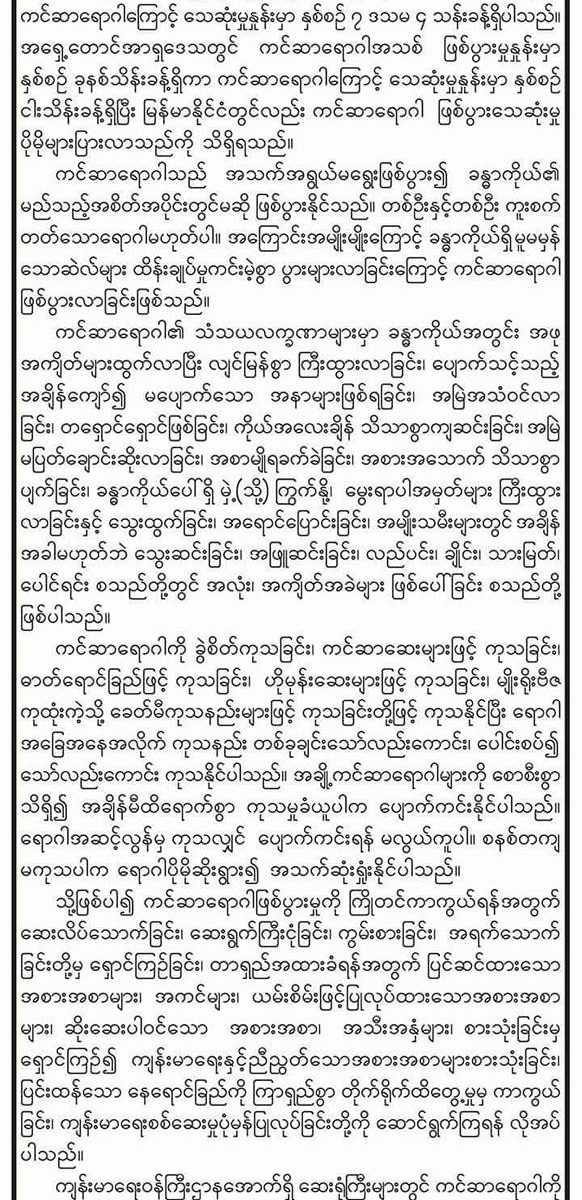 ကင်ဆာရောဂါကြောင့် သေဆုံးမှုနှုန်းမှာ နှစ်စဉ် ၇ ဒသမ ၄ သန်းခန့်ရှိပါသည်။
အရှေ့တောင်အာရှဒေသတွင် ကင်ဆာရောဂါအသစ် ဖြစ်ပွားမှုနှုန်းမှာ
နှစ်စဉ် ခုနစ်သိန်းခန့်ရှိကာ ကင်ဆာရောဂါကြောင့် သေဆုံးမှုနှုန်းမှာ နှစ်စဉ်
ငါးသိန်းခန့်ရှိပြီး မြန်မာနိုင်ငံတွင်လည်း ကင်ဆာရောဂါ ဖြစ်ပွားသေဆုံးမှု
ပိုမိုများပြားလာသည်ကို သိရှိရသည်။
ကင်ဆာရောဂါသည် အသက်အရွယ်မရွေးဖြစ်ပွား၍ ခန္ဓာကိုယ်၏
မည်သည့်အစိတ်အပိုင်းတွင်မဆို ဖြစ်ပွားနိုင်သည်။ တစ်ဦးနှင့်တစ်ဦး ကူးစက်
တတ်သောရောဂါမဟုတ်ပါ။ အကြောင်းအမျိုးမျိုးကြောင့် ခန္ဓာကိုယ်ရှိမူမမှန်
သောဆဲလ်များ ထိန်းချုပ်မှုကင်းမဲ့စွာ ပွားများလာခြင်းကြောင့် ကင်ဆာရောဂါ
ဖြစ်ပွားလာခြင်းဖြစ်သည်။
ကင်ဆာရောဂါ၏ သံသယလက္ခဏာများမှာ ခန္ဓာကိုယ်အတွင်း အဖု
အကျိတ်များထွက်လာပြီး လျင်မြန်စွာ ကြီးထွားလာခြင်း၊ ပျောက်သင့်သည့်
အချိန်ကျော်၍ မပျောက်သော အနာများဖြစ်ရခြင်း၊ အမြဲအသံဝင်လာ
ခြင်း၊ တရှောင်ရှောင်ဖြစ်ခြင်း၊ ကိုယ်အလေးချိန် သိသာစွာကျဆင်းခြင်း၊ အမြဲ
မပြတ်ချောင်းဆိုးလာခြင်း၊ အစာမျိုရခက်ခဲခြင်း၊ အစားအသောက် သိသာစွာ
ပျက်ခြင်း၊ ခန္ဓာကိုယ်ပေါ်ရှိ မှဲ့(သို့) ကြွက်နို့၊ မွေးရာပါအမှတ်များ ကြီးထွား
လာခြင်းနှင့် သွေးထွက်ခြင်း၊ အရောင်ပြောင်းခြင်း၊ အမျိုးသမီးများတွင် အချိန်
အခါမဟုတ်ဘဲ သွေးဆင်းခြင်း၊ အဖြူဆင်းခြင်း၊ လည်ပင်း၊ ချိုင်း၊ သားမြတ်၊
ပေါင်ရင်း စသည်တို့တွင် အလုံး၊ အကျိတ်အခဲများ ဖြစ်ပေါ်ခြင်း စသည်တို့
ဖြစ်ပါသည်။
ကင်ဆာရောဂါကို ခွဲစိတ်ကုသခြင်း၊ ကင်ဆာဆေးများဖြင့် ကုသခြင်း၊
ဓာတ်ရောင်ခြည်ဖြင့် ကုသခြင်း၊ ဟိုမုန်းဆေးများဖြင့် ကုသခြင်း၊ မျိုးရိုးဗီဇ
ကုထုံးကဲ့သို့ ခေတ်မီကုသနည်းများဖြင့် ကုသခြင်းတို့ဖြင့် ကုသနိုင်ပြီး ရောဂါ
အခြေအနေအလိုက် ကုသနည်း တစ်ခုချင်းသော်လည်းကောင်း၊ ပေါင်းစပ်၍
သော်လည်းကောင်း ကုသနိုင်ပါသည်။ အချို့ကင်ဆာရောဂါများကို စောစီးစွာ
သိရှိ၍ အချိန်မီထိရောက်စွာ ကုသမှုခံယူပါက ပျောက်ကင်းနိုင်ပါသည်။
ရောဂါအဆင့်လွန်မှ ကုသလျှင် ပျောက်ကင်းရန် မလွယ်ကူပါ။ စနစ်တကျ
မကုသပါက ရောဂါပိုမိုဆိုးရွား၍ အသက်ဆုံးရှုံးနိုင်ပါသည်။
သို့ဖြစ်ပါ၍ ကင်ဆာရောဂါဖြစ်ပွားမှုကို ကြိုတင်ကာကွယ်ရန်အတွက်
ဆေးလိပ်သောက်ခြင်း၊ ဆေးရွက်ကြီးငုံခြင်း၊ ကွမ်းစားခြင်း၊ အရက်သောက်
ခြင်းတို့မှ ရှောင်ကြဉ်ခြင်း၊ တာရှည်အထားခံရန်အတွက် ပြင်ဆင်ထားသော
အစားအစာများ၊ အကင်များ၊ ယမ်းစိမ်းဖြင့်ပြုလုပ်ထားသောအစားအစာ
များ၊ ဆိုးဆေးပါဝင်သော အစားအစာ၊ အသီးအနှံများ၊ စားသုံးခြင်းမှ
ရှောင်ကြဉ်၍ ကျန်းမာရေးနှင့်ညီညွတ်သောအစားအစာများစားသုံးခြင်း၊
ပြင်းထန်သော နေရောင်ခြည်ကို ကြာရှည်စွာ တိုက်ရိုက်ထိတွေ့မှုမှ ကာကွယ်
ခြင်း၊ ကျန်းမာရေးစစ်ဆေးမှုပုံမှန်ပြုလုပ်ခြင်းတို့ကို ဆောင်ရွက်ကြရန် လိုအပ်
ပါသည်။
ကျန်းမာရေးဝန်ကြီးဌာနအောက်ရှိ ဆေးရုံကြီးများတွင် ကင်ဆာရောဂါကို